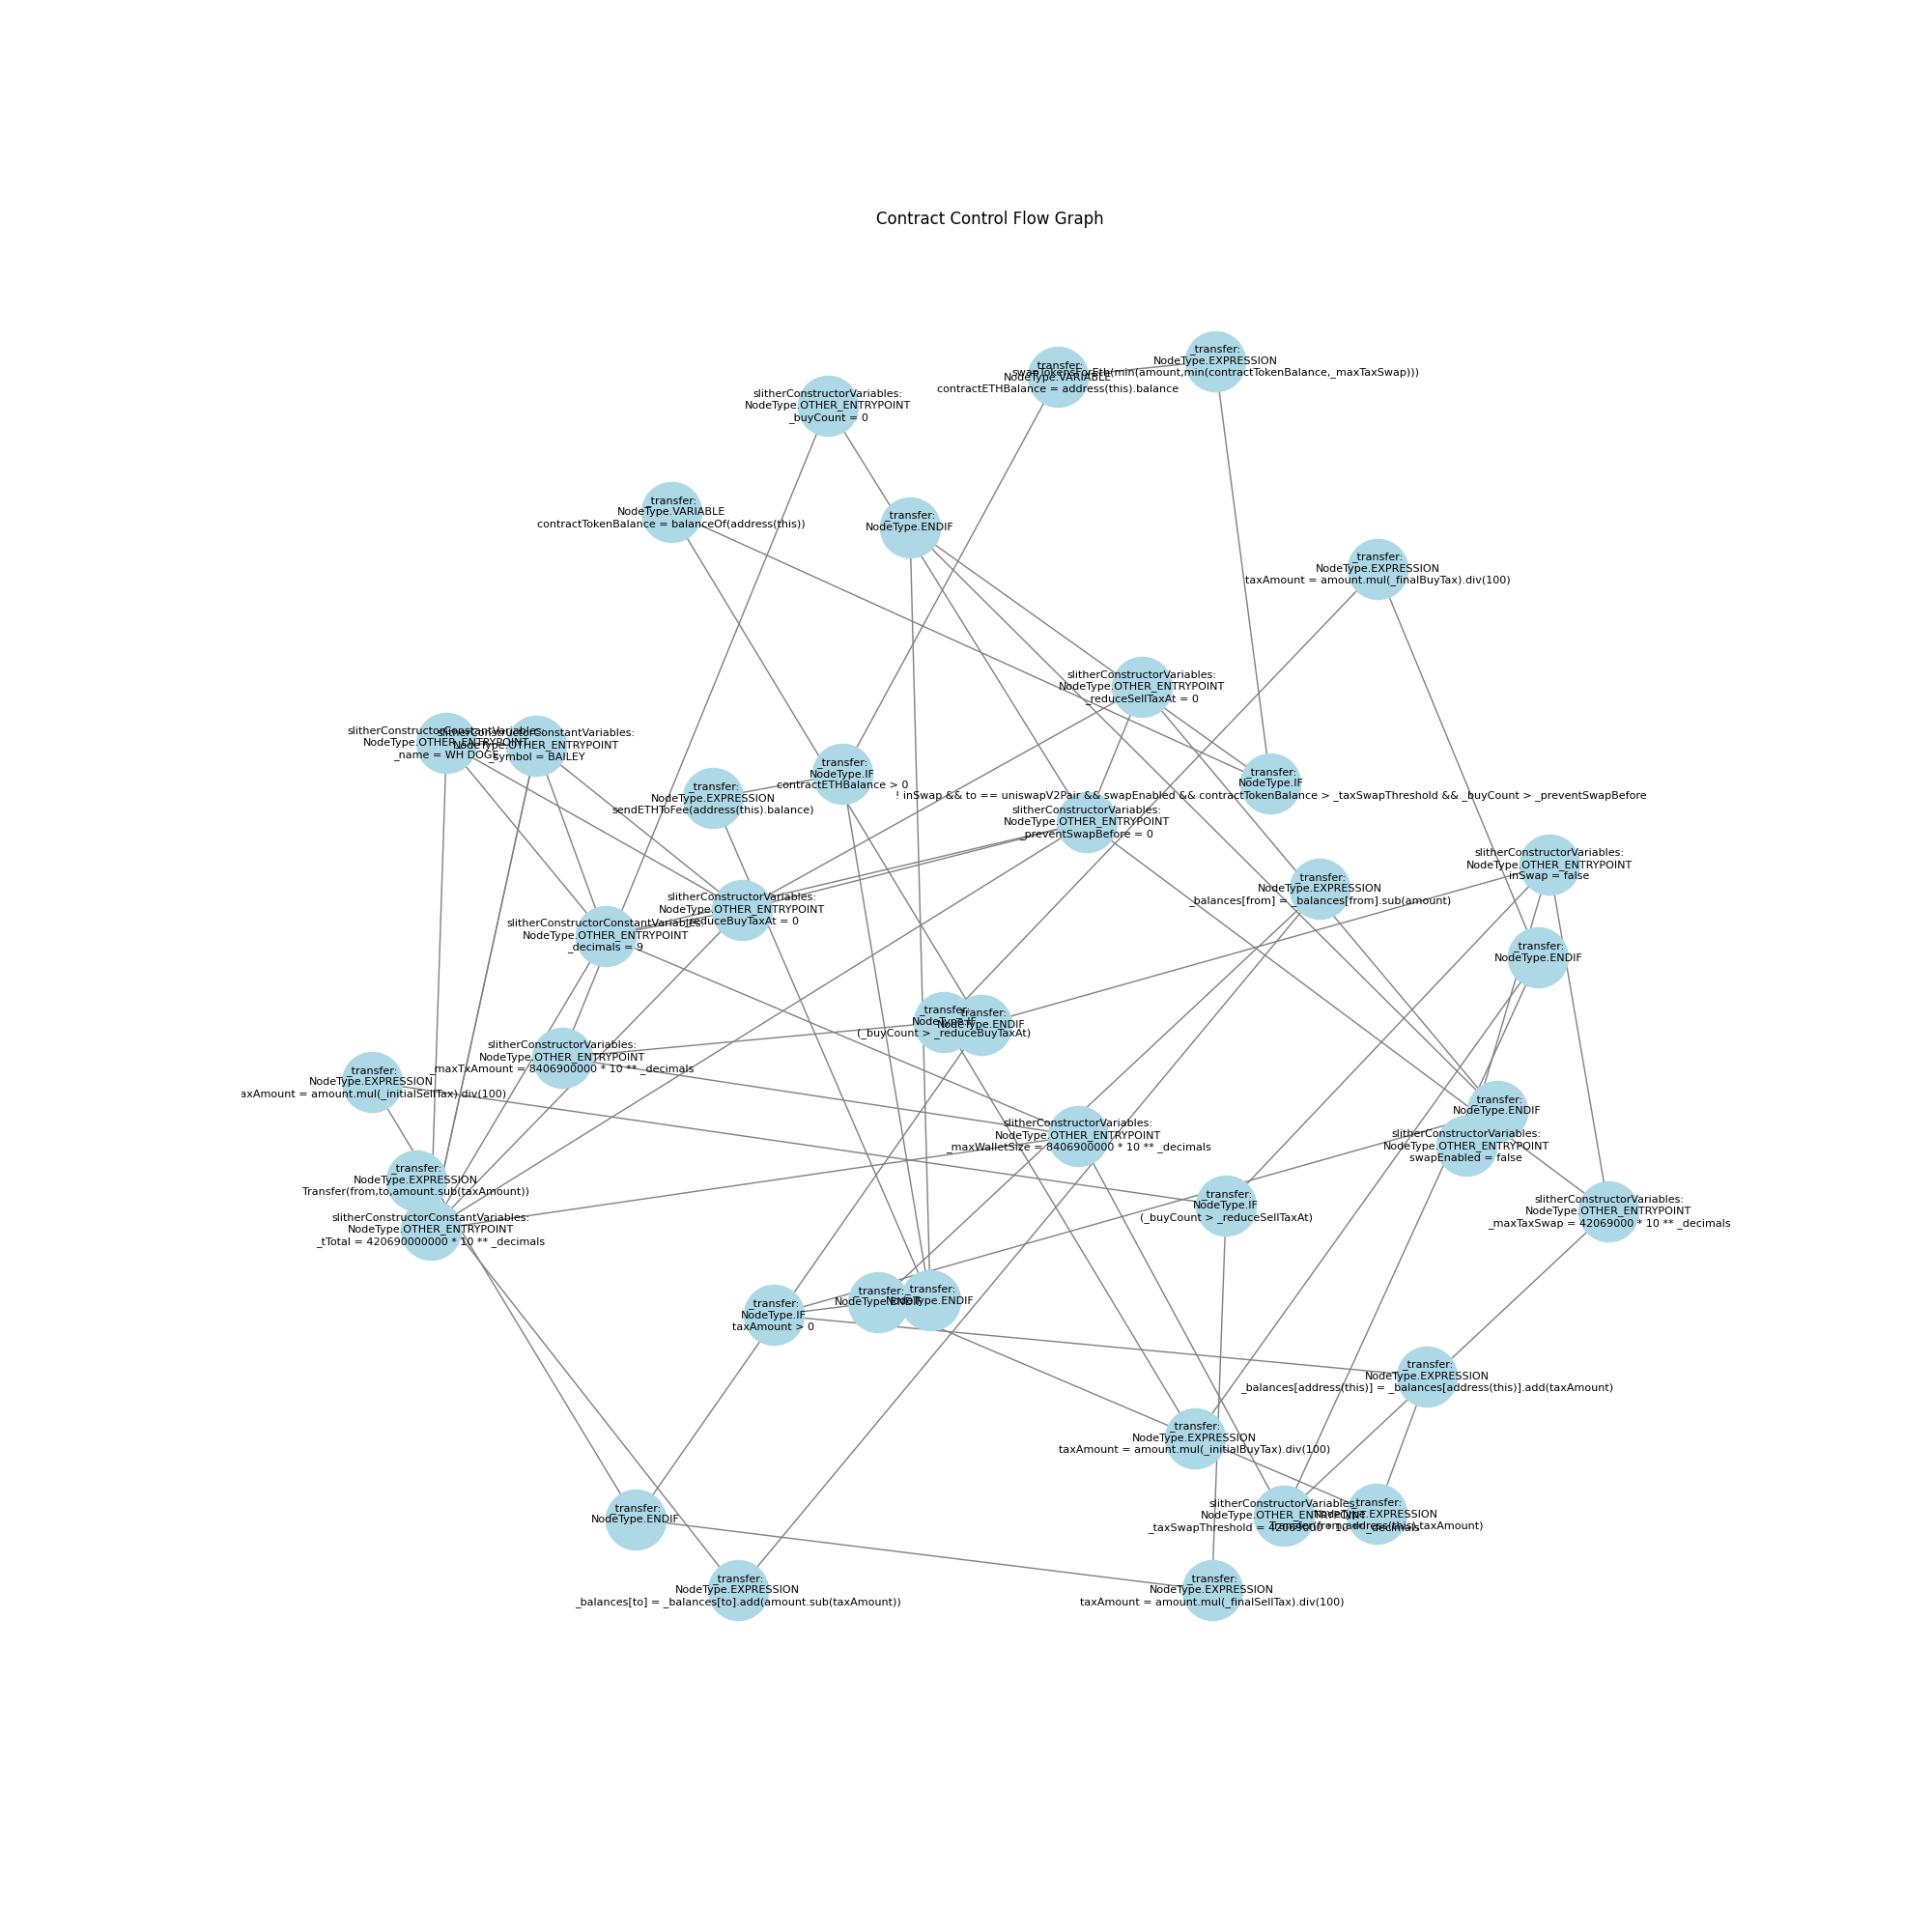 Contract Control Flow Graph
_transfer:
NodeType.EXPRESSION
swapTokensForEth(min(amount,min(contractTokenBalance,_maxTaxSwap)))
_transfer:
NodeType.VARIABLE
contractETHBalance = address(this).balance
slitherConstructorVariables:
NodeType.OTHER_ENTRYPOINT
_buyCount = 0
_transfer:
NodeType.VARIABLE
contractTokenBalance = balanceOf(address(this))
_transfer:
NodeType.ENDIF
_transfer:
NodeType.EXPRESSION
taxAmount = amount.mul(_finalBuyTax).div(100)
slitherConstructorVariables:
NodeType.OTHER_ENTRYPOINT
_reduceSellTaxAt = 0
slitherConstructorConstantVariables:
NodeType.OTHER_ENTRYPOINT
_name = WH DOGE
slitherConstructorConstantVariables:
NodeType.OTHER_ENTRYPOINT
_symbol = BAILEY
_transfer:
NodeType.IF
contractETHBalance > 0
_transfer:
NodeType.IF
! inSwap && to == uniswapV2Pair && swapEnabled && contractTokenBalance > _taxSwapThreshold && _buyCount > _preventSwapBefore
_transfer:
NodeType.EXPRESSION
sendETHToFee(address(this).balance)
slitherConstructorVariables:
NodeType.OTHER_ENTRYPOINT
_preventSwapBefore = 0
slitherConstructorVariables:
NodeType.OTHER_ENTRYPOINT
inSwap = false
_transfer:
NodeType.EXPRESSION
_balances[from] = _balances[from].sub(amount)
slitherConstructorVariables:
NodeType.OTHER_ENTRYPOINT
_reduceBuyTaxAt = 0
slitherConstructorConstantVariables:
NodeType.OTHER_ENTRYPOINT
_decimals = 9
_transfer:
NodeType.ENDIF
_transfer:
NodeType.IF
(_buyCount > _reduceBuyTaxAt)
_transfer:
NodeType.ENDIF
slitherConstructorVariables:
NodeType.OTHER_ENTRYPOINT
_maxTxAmount = 8406900000 * 10 ** _decimals
_transfer:
NodeType.EXPRESSION
axAmount = amount.mul(_initialSellTax).div(100)
_transfer:
NodeType.ENDIF
slitherConstructorVariables:
NodeType.OTHER_ENTRYPOINT
_maxWalletSize = 8406900000 * 10 ** _decimals
slitherConstructorVariables:
NodeType.OTHER_ENTRYPOINT
swapEnabled = false
_transfer:
NodeType.EXPRESSION
Transfer(from,to,amount.sub(taxAmount))
_transfer:
NodeType.IF
(_buyCount > _reduceSellTaxAt)
slitherConstructorVariables:
NodeType.OTHER_ENTRYPOINT
_maxTaxSwap = 42069000 * 10 ** _decimals
slitherConstructorConstantVariables:
NodeType.OTHER_ENTRYPOINT
_tTotal = 420690000000 * 10 ** _decimals
_transfer:
NodeType.ENDIF
_transfer:
NodeType.ENDIF
_transfer:
NodeType.IF
taxAmount > 0
_transfer:
NodeType.EXPRESSION
_balances[address(this)] = _balances[address(this)].add(taxAmount)
_transfer:
NodeType.EXPRESSION
taxAmount = amount.mul(_initialBuyTax).div(100)
slitherConstructorVariables:
NodeType.OTHER_ENTRYPOINT
_taxSwapThreshold = 42069000 * 10 ** _decimals
_transfer:
NodeType.EXPRESSION
Transfer(from,address(this),taxAmount)
_transfer:
NodeType.ENDIF
_transfer:
NodeType.EXPRESSION
_balances[to] = _balances[to].add(amount.sub(taxAmount))
_transfer:
NodeType.EXPRESSION
taxAmount = amount.mul(_finalSellTax).div(100)